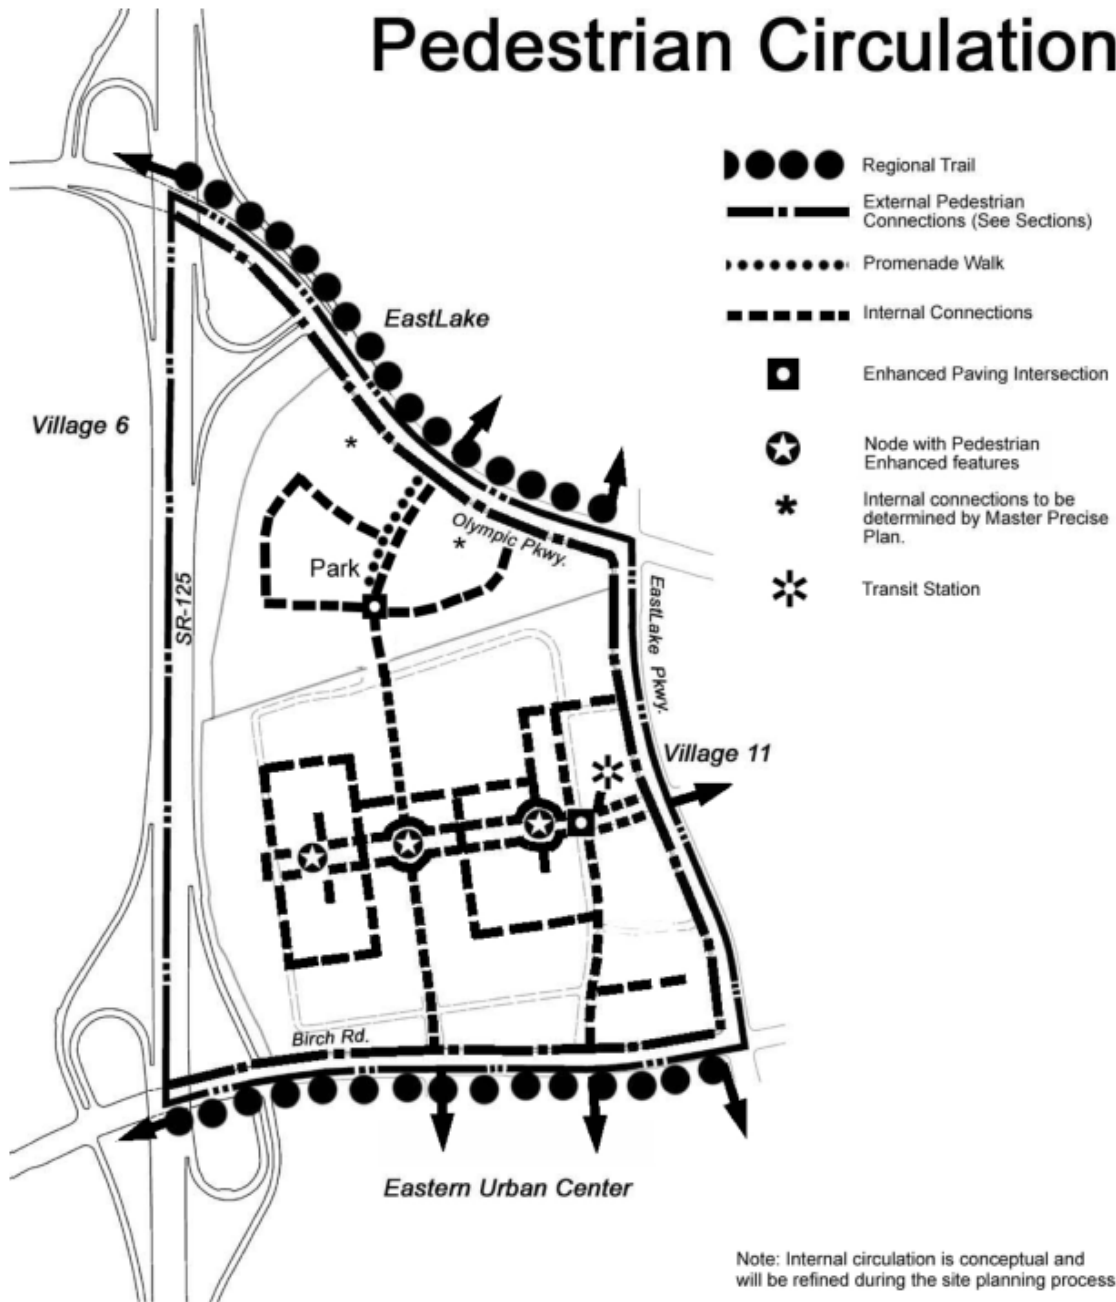 Pedestrian Circulation
Regional Trail
External Pedestrian
Connections (See Sections)
Promenade Walk
Internal Connections
Enhanced Paving Intersection
Node with Pedestrian
Enhanced features
Internal connections to be
determined by Master Precise
Plan.
Transit Station
EastLake
Village 6
Olympic Pkwy.
Park
SR-125
EastLake Pkwy.
Village 11
Birch Rd.
Eastern Urban Center
Note: Internal circulation is conceptual and
will be refined during the site planning process